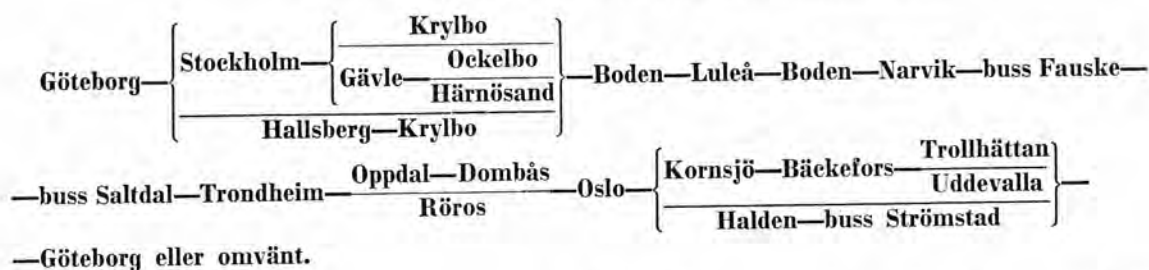 Krylbo
Stockholm—
Ockelbo
Gävle—
Göteborg—
—Boden—Luleå—Boden—Narvik—buss Fauske—
Härnösand
Hallsberg—Krylbo
Trollhättan
Oppdal—Dombås
Kornsjö—Bäckefors—
—buss Saltdal—Trondheim—
—Oslo—
Uddevalla
Röros
Halden—buss Strömstad
—Göteborg eller omvänt.